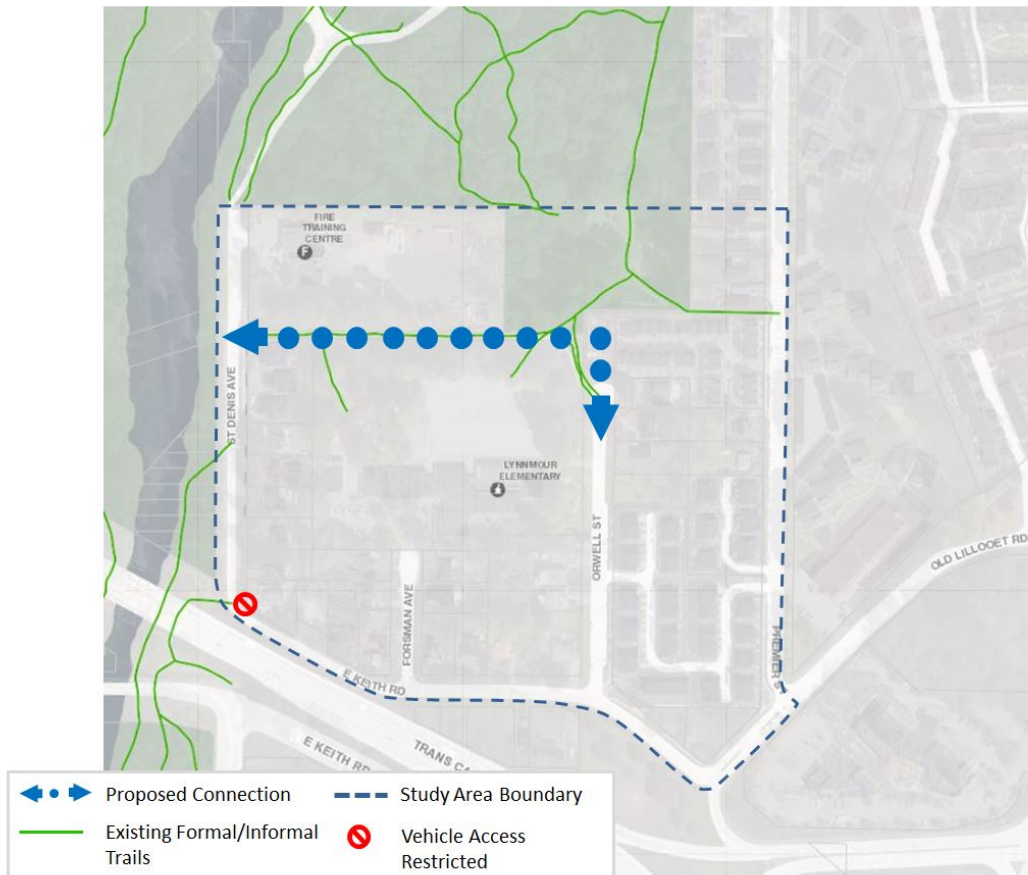 FIRE
TRAINING
CENTRE
F
ST DENIS AVE
LYNNMOUR
ELEMENTARY
ORWELL ST
OLD LILLOOET RD
FORSMAN AVE
PREMIER S
E KEITH RD
TRANS CA
E KEITH RD
Proposed Connection
Study Area Boundary
Existing Formal/Informal
Trails
Vehicle Access
Restricted